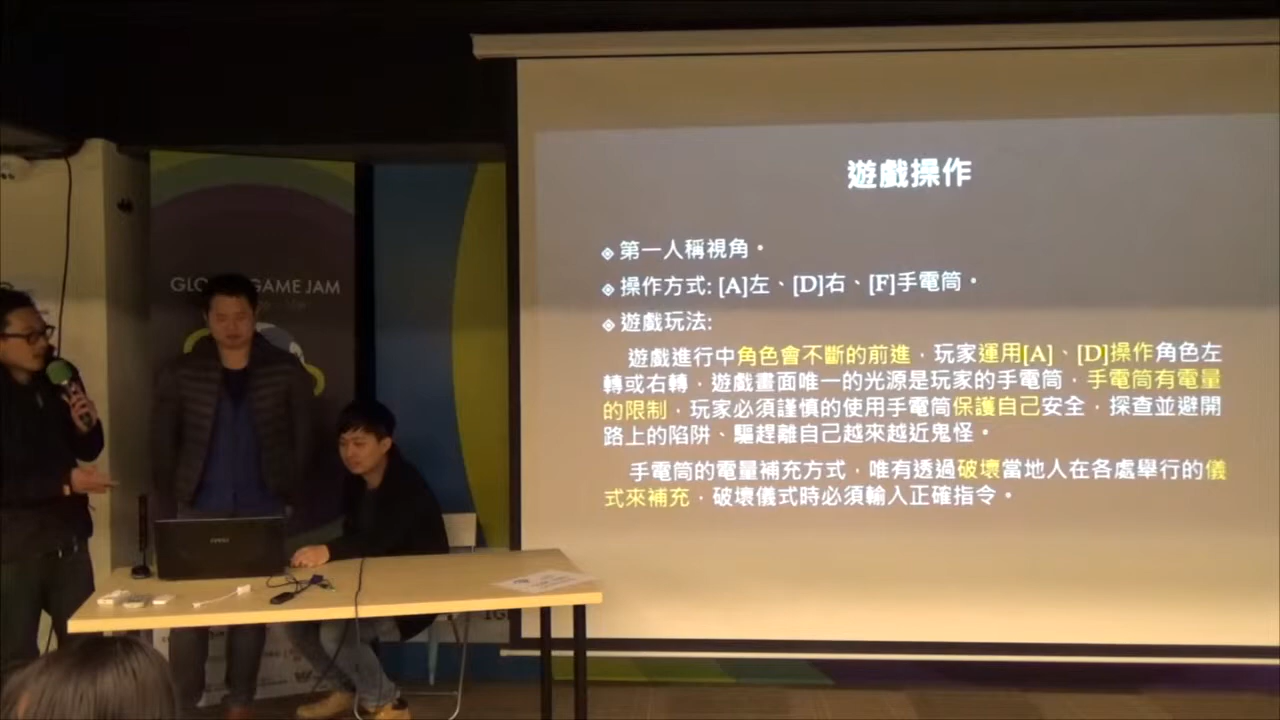 GLOBAL GAME JAM
遊戲操作
第一人稱視角。
操作方式: [A]左、[D]右、[F]手電筒。
遊戲玩法:
遊戲進行中角色會不斷的前進，玩家運用[A]、[D]操作角色左
轉或右轉，遊戲畫面唯一的光源是玩家的手電筒，手電筒有電量
的限制，玩家必須謹慎的使用手電筒保護自己安全，探查並避開
路上的陷阱、驅趕離自己越來越近鬼怪。
手電筒的電量補充方式，唯有透過破壞當地人在各處舉行的儀
式來補充，破壞儀式時必須輸入正確指令。
msi